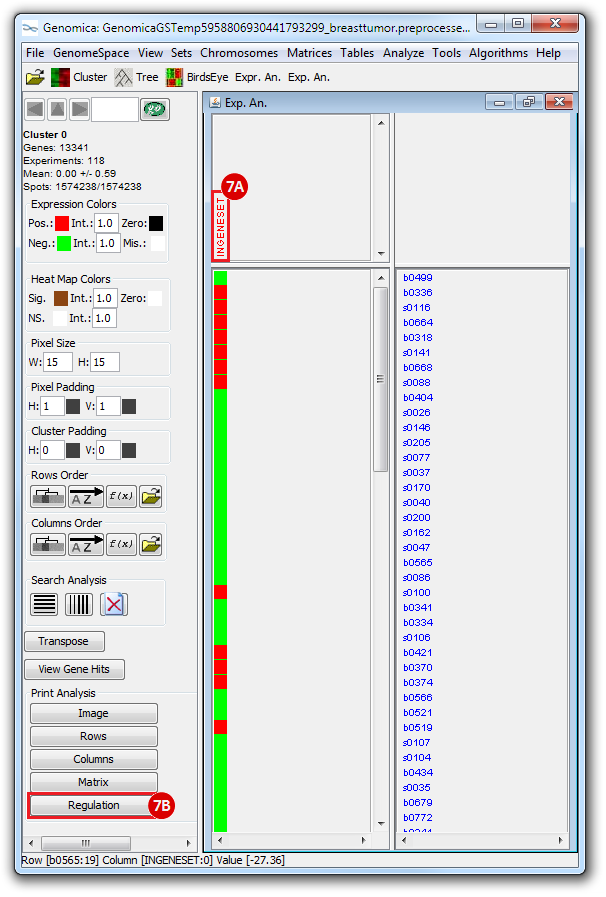 Genomica: GenomicaGSTemp5958806930441793299_breasttumor.preprocesse...
File GenomeSpace View Sets Chromosomes Matrices Tables Analyze Tools Algorithms Help
Cluster Tree BirdsEye Expr. An. Exp. An.
GO
Cluster 0
Genes: 13341
Experiments: 118
Mean: 0.00 +/- 0.59
Spots: 1574238/1574238
Expression Colors
Pos.: Int.: 1.0 Zero:
Neg.: Int.: 1.0 Mis.:
Heat Map Colors
Sig. Int.: 1.0 Zero:
NS. Int.: 1.0
Pixel Size
W: 15 H: 15
Pixel Padding
H: 1 V: 1
Cluster Padding
H: 0 V: 0
Rows Order
AZ f(x)
Columns Order
AZ f(x)
Search Analysis
Transpose
View Gene Hits
Print Analysis
Image
Rows
Columns
Matrix
Regulation
7B
Exp. An.
7A
INGENESET
b0499
b0336
s0116
b0664
b0318
s0141
b0668
s0088
b0404
s0026
s0146
s0205
s0077
s0037
s0170
s0040
s0200
s0162
s0047
b0565
s0086
s0100
b0341
b0334
s0106
b0421
b0370
b0374
b0566
b0521
b0519
s0107
s0104
b0434
s0035
b0679
b0772
Row [b0565:19] Column [INGENESET:0] Value [-27.36]